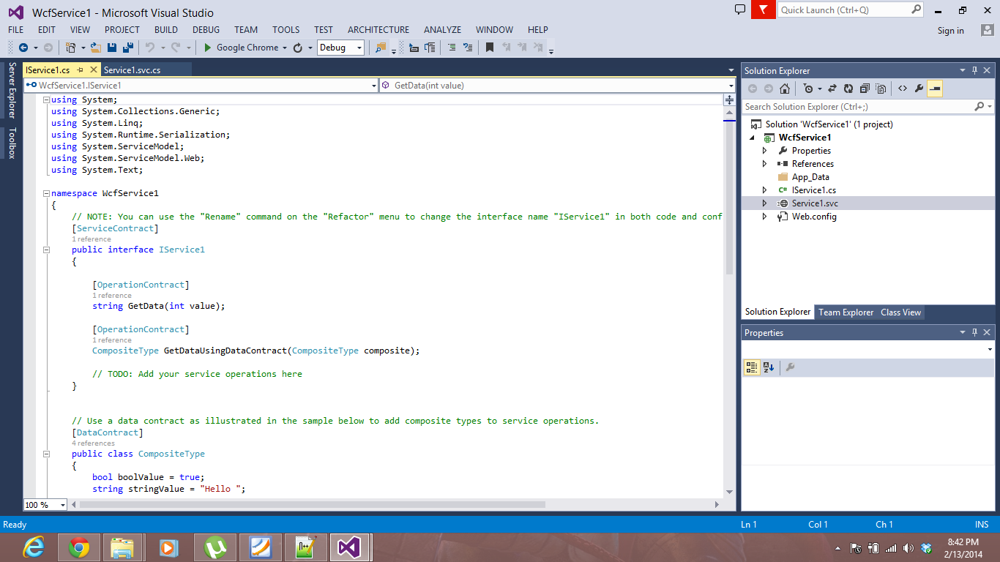 WcfService1 - Microsoft Visual Studio
Quick Launch (Ctrl+Q)
FILE EDIT VIEW PROJECT BUILD DEBUG TEAM TOOLS TEST ARCHITECTURE ANALYZE WINDOW HELP
Sign in
Google Chrome Debug
Server Explorer
Toolbox
IService1.cs Service1.svc.cs
WcfService1.IService1 GetData(int value)
using System;
using System.Collections.Generic;
using System.Linq;
using System.Runtime.Serialization;
using System.ServiceModel;
using System.ServiceModel.Web;
using System.Text;
namespace WcfService1
{
// NOTE: You can use the "Rename" command on the "Refactor" menu to change the interface name "IService1" in both code and conf
[ServiceContract]
1 reference
public interface IService1
{
[OperationContract]
1 reference
string GetData(int value);
[OperationContract]
1 reference
CompositeType GetDataUsingDataContract(CompositeType composite);
// TODO: Add your service operations here
}
// Use a data contract as illustrated in the sample below to add composite types to service operations.
[DataContract]
4 references
public class CompositeType
{
bool boolValue = true;
string stringValue = "Hello ";
100 %
Solution Explorer
Search Solution Explorer (Ctrl+;)
Solution 'WcfService1' (1 project)
WcfService1
Properties
References
App_Data
C# IService1.cs
Service1.svc
Web.config
Solution Explorer Team Explorer Class View
Properties
Ready Ln 1 Col 1 Ch 1 INS
8:42 PM
2/13/2014